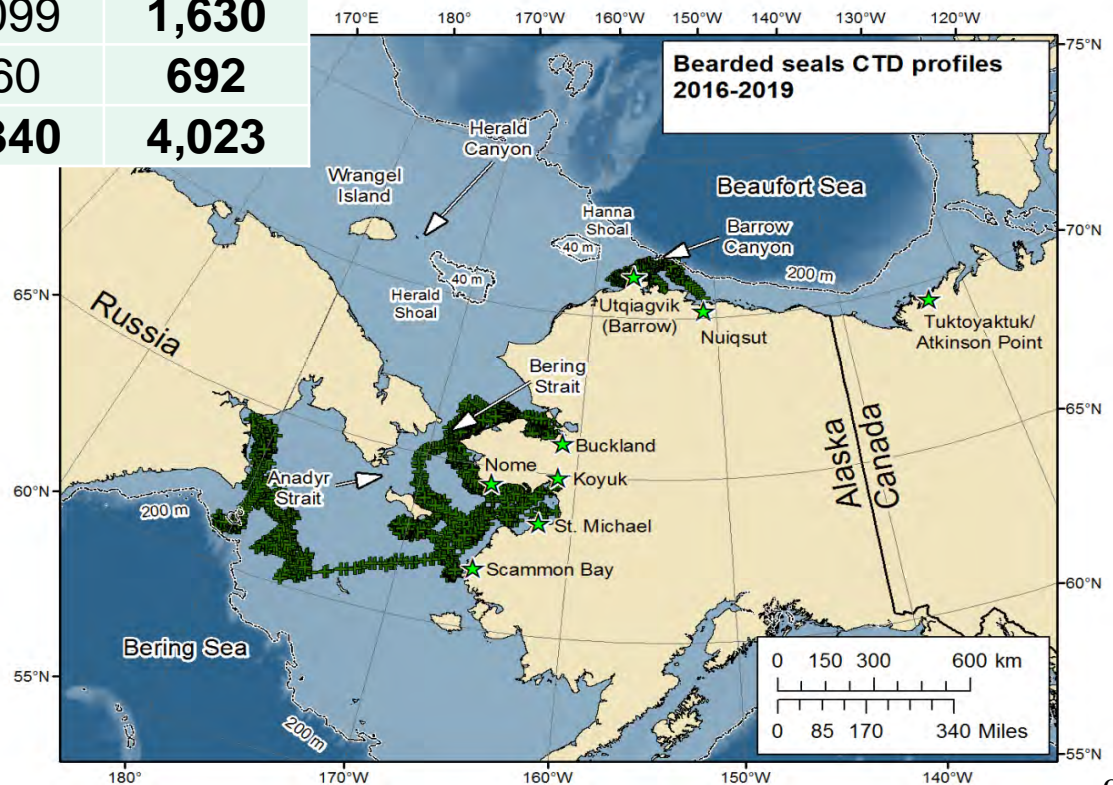 099 1,630
60 692
340 4,023
170°E 180° 170°W 160°W 150°W 140°W 130°W 120°W
Bearded seals CTD profiles
2016-2019
75°N
Herald
Canyon
Wrangel
Island
Beaufort Sea
Hanna
Shoal
Barrow
Canyon
40 m
70°N
200 m
40 m
65°N
Herald
Shoal
Russia
Utqiagvik
(Barrow)
Nuiqsut
Tuktoyaktuk/
Atkinson Point
Bering
Strait
65°N
Alaska
Canada
Buckland
Nome
Koyuk
Anadyr
Strait
60°N
200 m
St. Michael
Scammon Bay
60°N
Bering Sea
55°N
200 m
0 150 300 600 km
0 85 170 340 Miles
55°N
180° 170°W 160°W 150°W 140°W